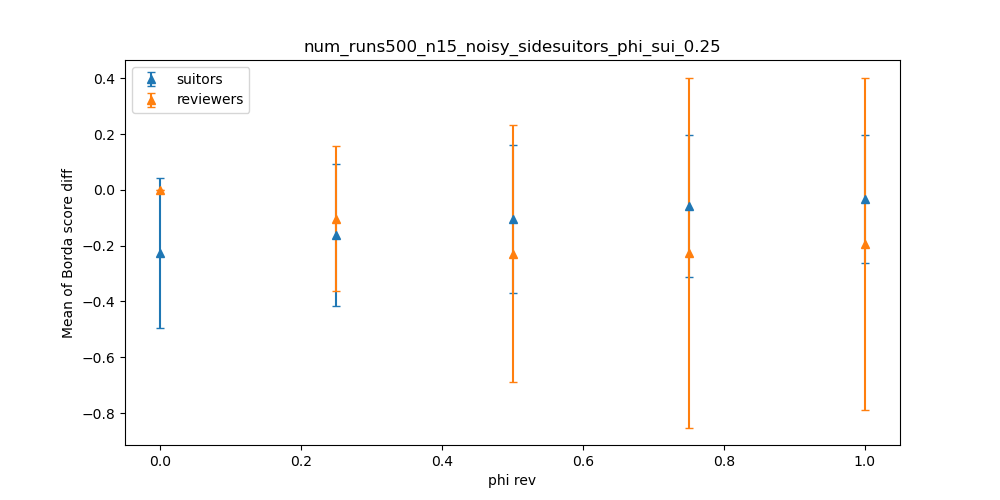 num_runs500_n15_noisy_sidesuitors_phi_sui_0.25
suitors
reviewers
Mean of Borda score diff
0.4
0.2
0.0
−0.2
−0.4
−0.6
−0.8
0.0 0.2 0.4 0.6 0.8 1.0
phi rev